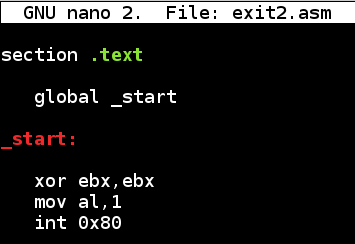 GNU nano 2.  File: exit2.asm
section .text
global _start
_start:
xor ebx,ebx
mov al,1
int 0x80